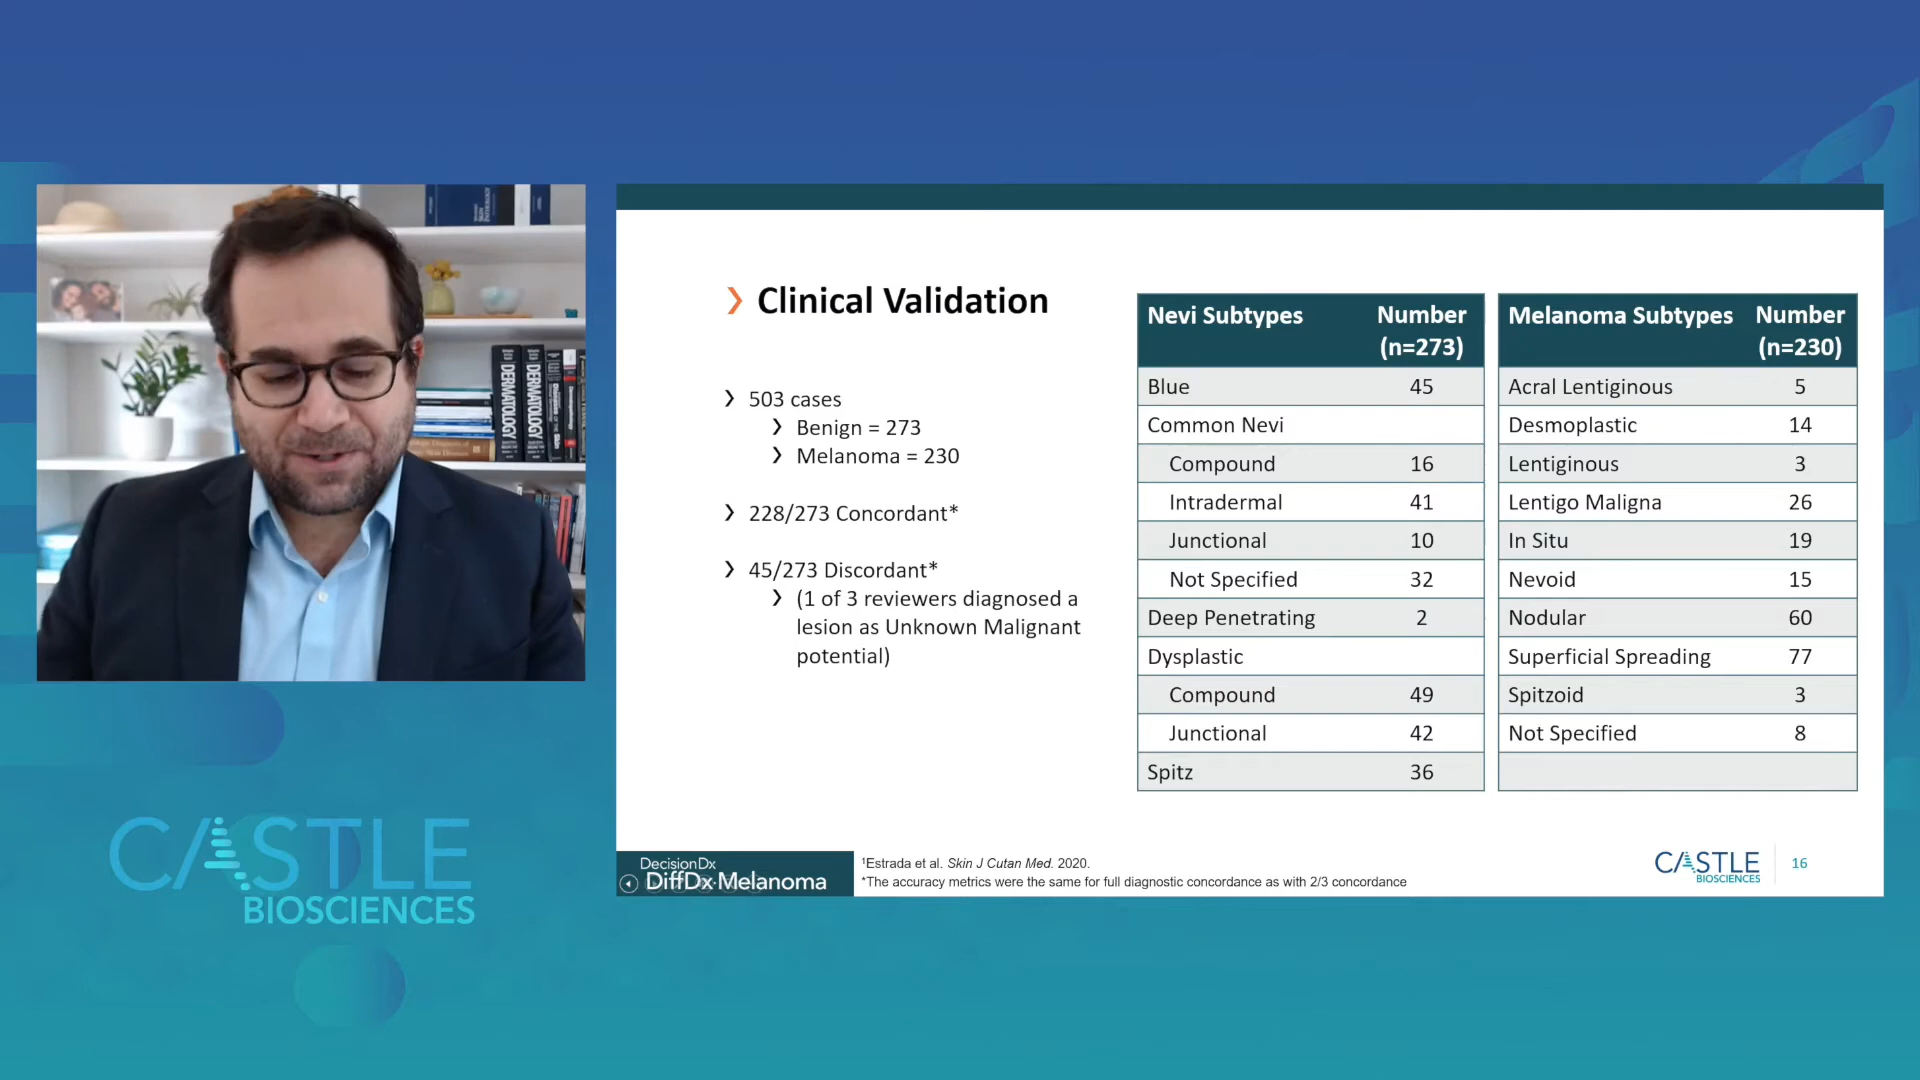 DERMATOLOGY
DERMATOLOGY
CASTLE
BIOSCIENCES
Clinical Validation
503 cases
Benign = 273
Melanoma = 230
228/273 Concordant*
45/273 Discordant*
(1 of 3 reviewers diagnosed a
lesion as Unknown Malignant
potential)
Nevi Subtypes Number
(n=273)
Blue 45
Common Nevi
Compound 16
Intradermal 41
Junctional 10
Not Specified 32
Deep Penetrating 2
Dysplastic
Compound 49
Junctional 42
Spitz 36
Melanoma Subtypes Number
(n=230)
Acral Lentiginous 5
Desmoplastic 14
Lentiginous 3
Lentigo Maligna 26
In Situ 19
Nevoid 15
Nodular 60
Superficial Spreading 77
Spitzoid 3
Not Specified 8
DecisionDx
DiffDx Melanoma
¹Estrada et al. Skin J Cutan Med. 2020.
*The accuracy metrics were the same for full diagnostic concordance as with 2/3 concordance
CASTLE
BIOSCIENCES
16